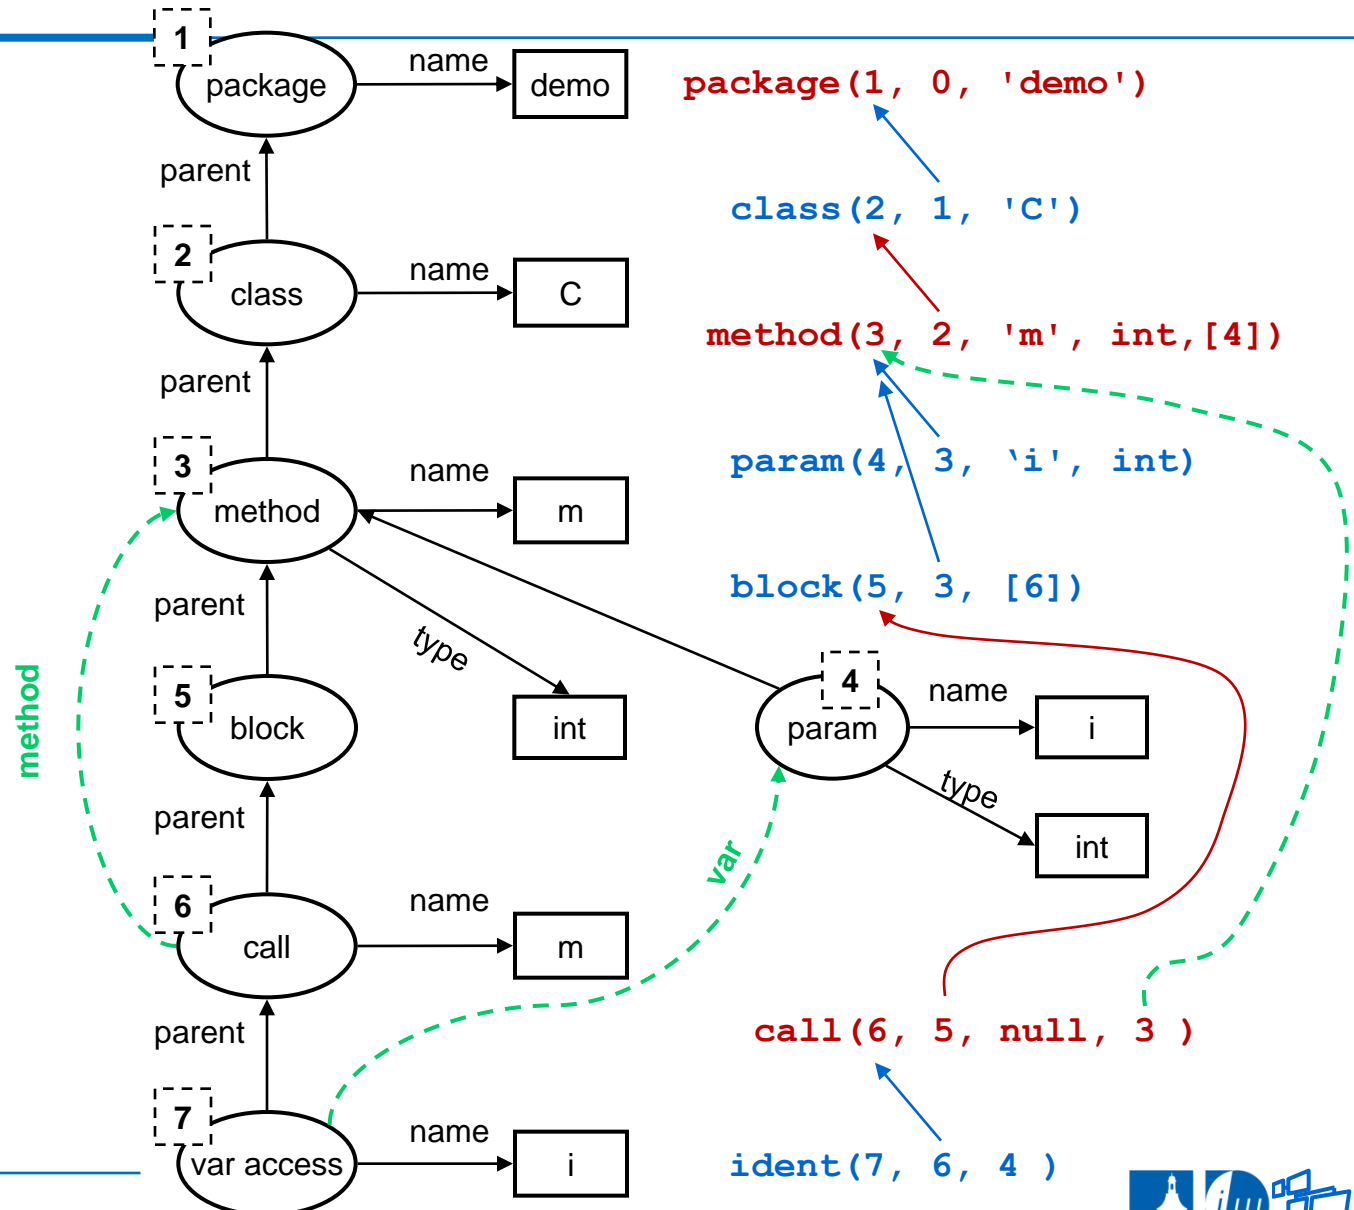 1
package
name
demo
package(1, 0, 'demo')
parent
class(2, 1, 'C')
2
class
name
C
parent
method(3, 2, 'm', int,[4])
3
method
name
m
param(4, 3, `i', int)
parent
type
block(5, 3, [6])
method
5
block
int
4
param
name
i
type
int
parent
var
6
call
name
m
parent
call(6, 5, null, 3 )
7
var access
name
i
ident(7, 6, 4 )